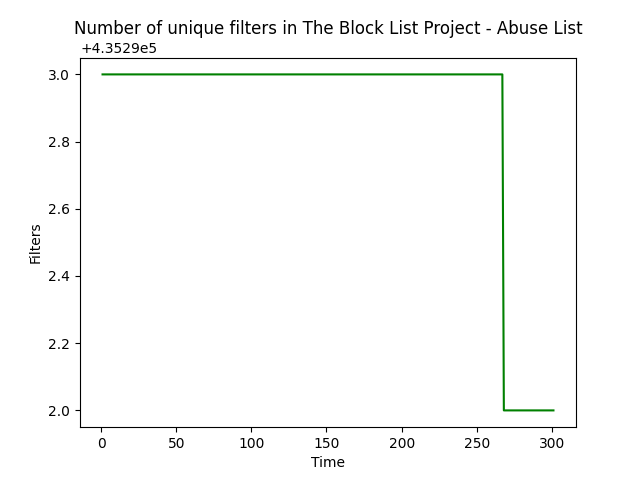 Number of unique filters in The Block List Project - Abuse List
+4.3529e5
3.0
2.8
2.6
2.4
2.2
2.0
Filters
0 50 100 150 200 250 300
Time